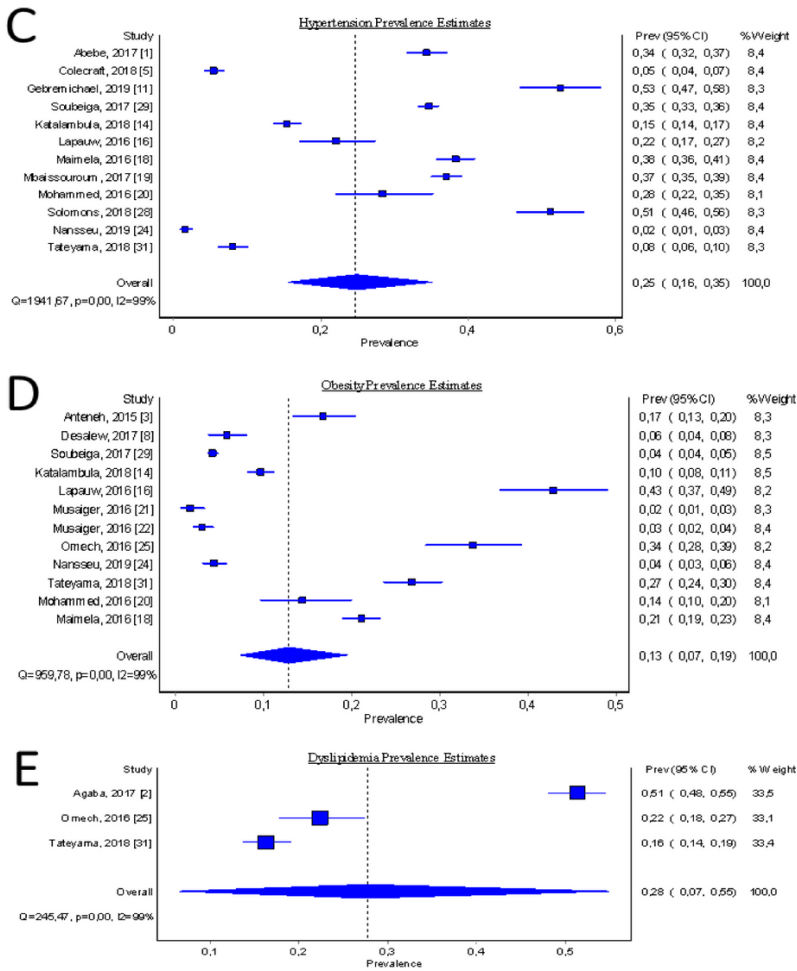 C
Hypertension Prevalence Estimates
Study Prev (95% CI) % Weight
Abebe, 2017 [1] 0,34 ( 0,32, 0,37) 8,4
Colecraft, 2018 [5] 0,05 ( 0,04, 0,07) 8,4
Gebremichael, 2019 [11] 0,53 ( 0,47, 0,58) 8,3
Soubeiga, 2017 [29] 0,35 ( 0,33, 0,36) 8,4
Katalambula, 2018 [14] 0,15 ( 0,14, 0,17) 8,4
Lapauw, 2016 [16] 0,22 ( 0,17, 0,27) 8,2
Maimela, 2016 [18] 0,38 ( 0,36, 0,41) 8,4
Mbaissouroum, 2017 [19] 0,37 ( 0,35, 0,39) 8,4
Mohammed, 2016 [20] 0,28 ( 0,22, 0,35) 8,1
Solomons, 2018 [28] 0,51 ( 0,46, 0,56) 8,3
Nansseu, 2019 [24] 0,02 ( 0,01, 0,03) 8,4
Tateyama, 2018 [31] 0,08 ( 0,06, 0,10) 8,3
Overall 0,25 ( 0,16, 0,35) 100,0
Q=1941,67, p=0,00, I2=99%
0 0,2 0,4 0,6
Prevalence
D
Obesity Prevalence Estimates
Study Prev (95% CI) % Weight
Anteneh, 2015 [3] 0,17 ( 0,13, 0,20) 8,3
Desalew, 2017 [8] 0,06 ( 0,04, 0,08) 8,3
Soubeiga, 2017 [29] 0,04 ( 0,04, 0,05) 8,5
Katalambula, 2018 [14] 0,10 ( 0,08, 0,11) 8,5
Lapauw, 2016 [16] 0,43 ( 0,37, 0,49) 8,2
Musaiger, 2016 [21] 0,02 ( 0,01, 0,03) 8,3
Musaiger, 2016 [22] 0,03 ( 0,02, 0,04) 8,4
Omech, 2016 [25] 0,34 ( 0,28, 0,39) 8,2
Nansseu, 2019 [24] 0,04 ( 0,03, 0,06) 8,4
Tateyama, 2018 [31] 0,27 ( 0,24, 0,30) 8,4
Mohammed, 2016 [20] 0,14 ( 0,10, 0,20) 8,1
Maimela, 2016 [18] 0,21 ( 0,19, 0,23) 8,4
Overall 0,13 ( 0,07, 0,19) 100,0
Q=959,78, p=0,00, I2=99%
0 0,1 0,2 0,3 0,4 0,5
Prevalence
E
Dyslipidemia Prevalence Estimates
Study Prev (95% CI) % Weight
Agaba, 2017 [2] 0,51 ( 0,48, 0,55) 33,5
Omech, 2016 [25] 0,22 ( 0,18, 0,27) 33,1
Tateyama, 2018 [31] 0,16 ( 0,14, 0,19) 33,4
Overall 0,28 ( 0,07, 0,55) 100,0
Q=245,47, p=0,00, I2=99%
0,1 0,2 0,3 0,4 0,5
Prevalence